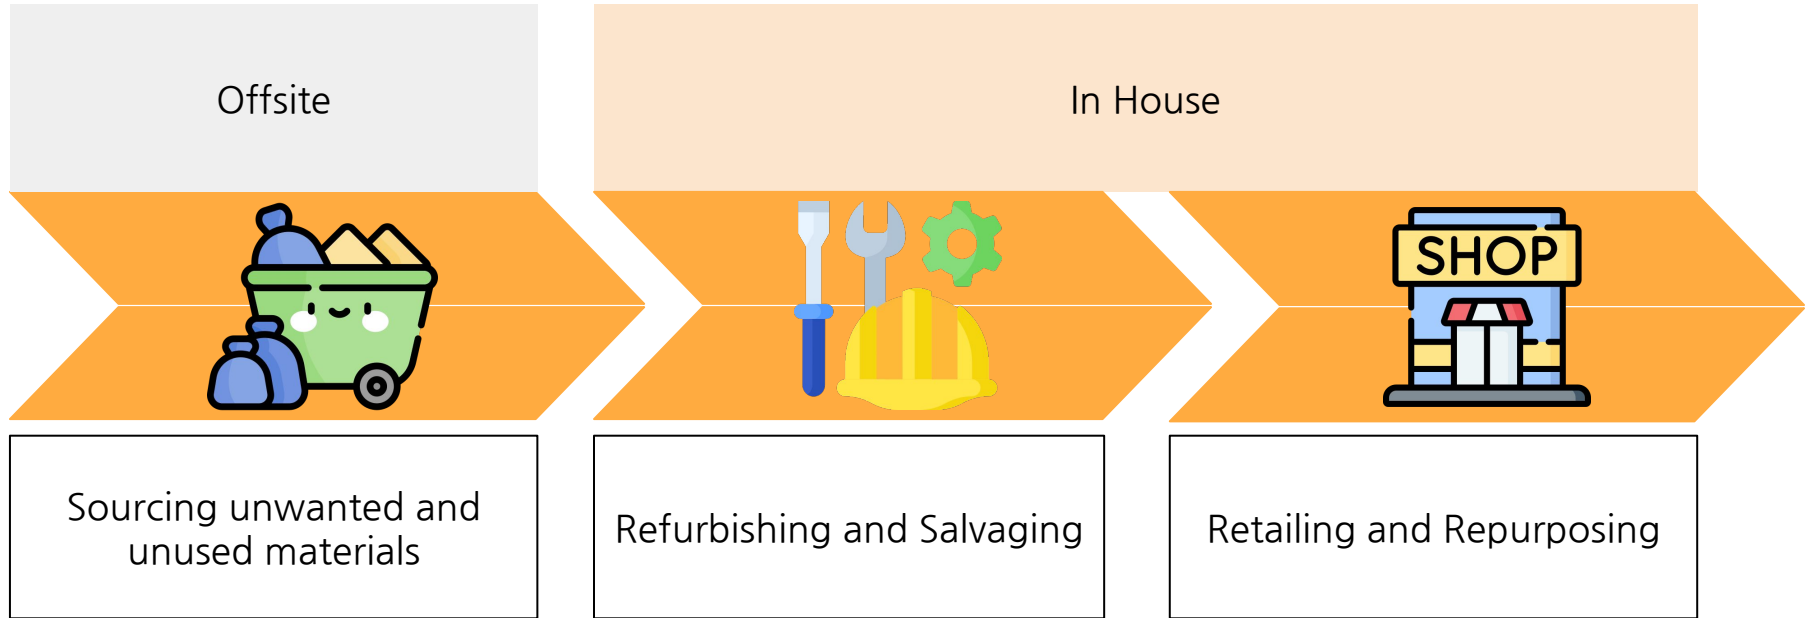 Offsite
In House
SHOP
Sourcing unwanted and
unused materials
Refurbishing and Salvaging
Retailing and Repurposing